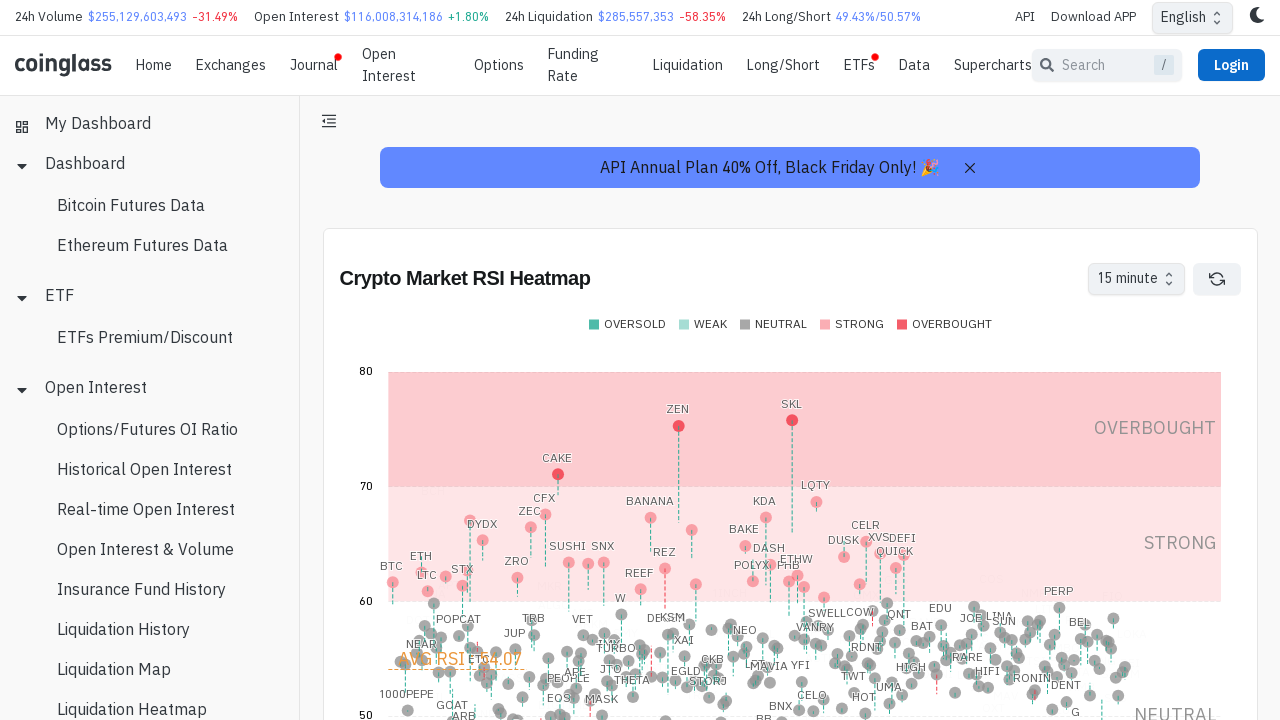 24h Volume $255,129,603,493 -31.49% Open Interest $116,008,314,186 +1.80% 24h Liquidation $285,557,353 -58.35% 24h Long/Short 49.43%/50.57% API Download APP English
coinglass Home Exchanges Journal Open Interest Options Funding Rate Liquidation Long/Short ETFs Data Supercharts Search / Login
My Dashboard
Dashboard
Bitcoin Futures Data
Ethereum Futures Data
ETF
ETFs Premium/Discount
Open Interest
Options/Futures OI Ratio
Historical Open Interest
Real-time Open Interest
Open Interest & Volume
Insurance Fund History
Liquidation History
Liquidation Map
Liquidation Heatmap
API Annual Plan 40% Off, Black Friday Only! 🎉
Crypto Market RSI Heatmap
15 minute
OVERSOLD WEAK NEUTRAL STRONG OVERBOUGHT
80
ZEN SKL
OVERBOUGHT
CAKE
70
LQTY
CFX BANANA KDA
ZEC
DYDX BAKE CELR
DUSK XVS DEFI
SUSHI SNX REZ DASH QUICK
STRONG
BTC ETH LTC STX ZRO REEF POLYX ETHW
60
W PERP
POPCAT TRB VET KSM SWELL COW QNT EDU JOE SUN BEL
JUP NEO VANRY BAT
NEAR TURBO XAI RDNT
AVG RSI : 54.07
APE JTO CKB MAVIA YFI HIGH RARE
PEOPLE THETA EGLD TWT HIFI RONIN
STORJ UMA DENT
1000PEPE EOS MASK CELO HOT
GOAT BNX G
ARB
50
NEUTRAL